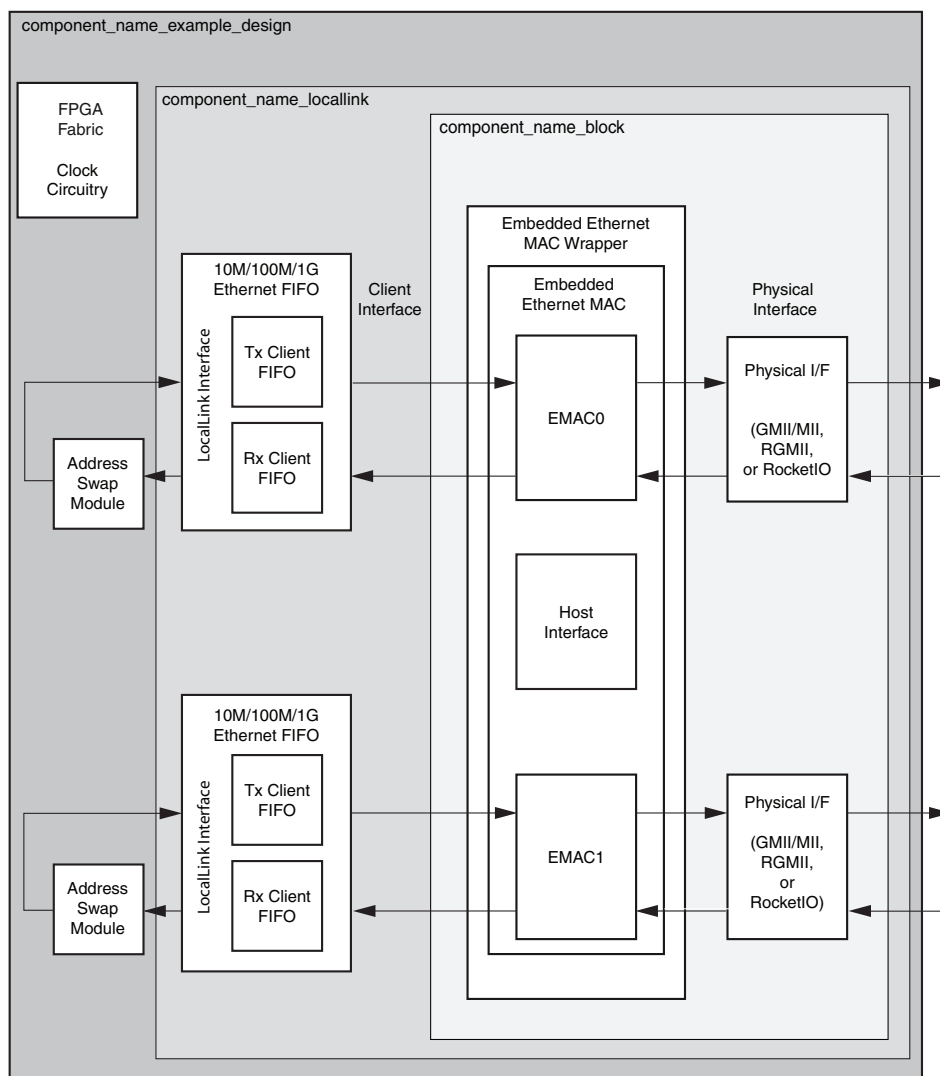 component_name_example_design
FPGA
Fabric
Clock
Circuitry
component_name_locallink
component_name_block
Embedded Ethernet
MAC Wrapper
10M/100M/1G
Ethernet FIFO
Client
Interface
Embedded
Ethernet MAC
Physical
Interface
LocalLink Interface
Tx Client
FIFO
Rx Client
FIFO
EMAC0
Physical I/F
(GMII/MII,
RGMII,
or RocketIO
Address
Swap
Module
Host
Interface
10M/100M/1G
Ethernet FIFO
LocalLink Interface
Tx Client
FIFO
Rx Client
FIFO
EMAC1
Physical I/F
(GMII/MII,
RGMII,
or
RocketIO)
Address
Swap
Module